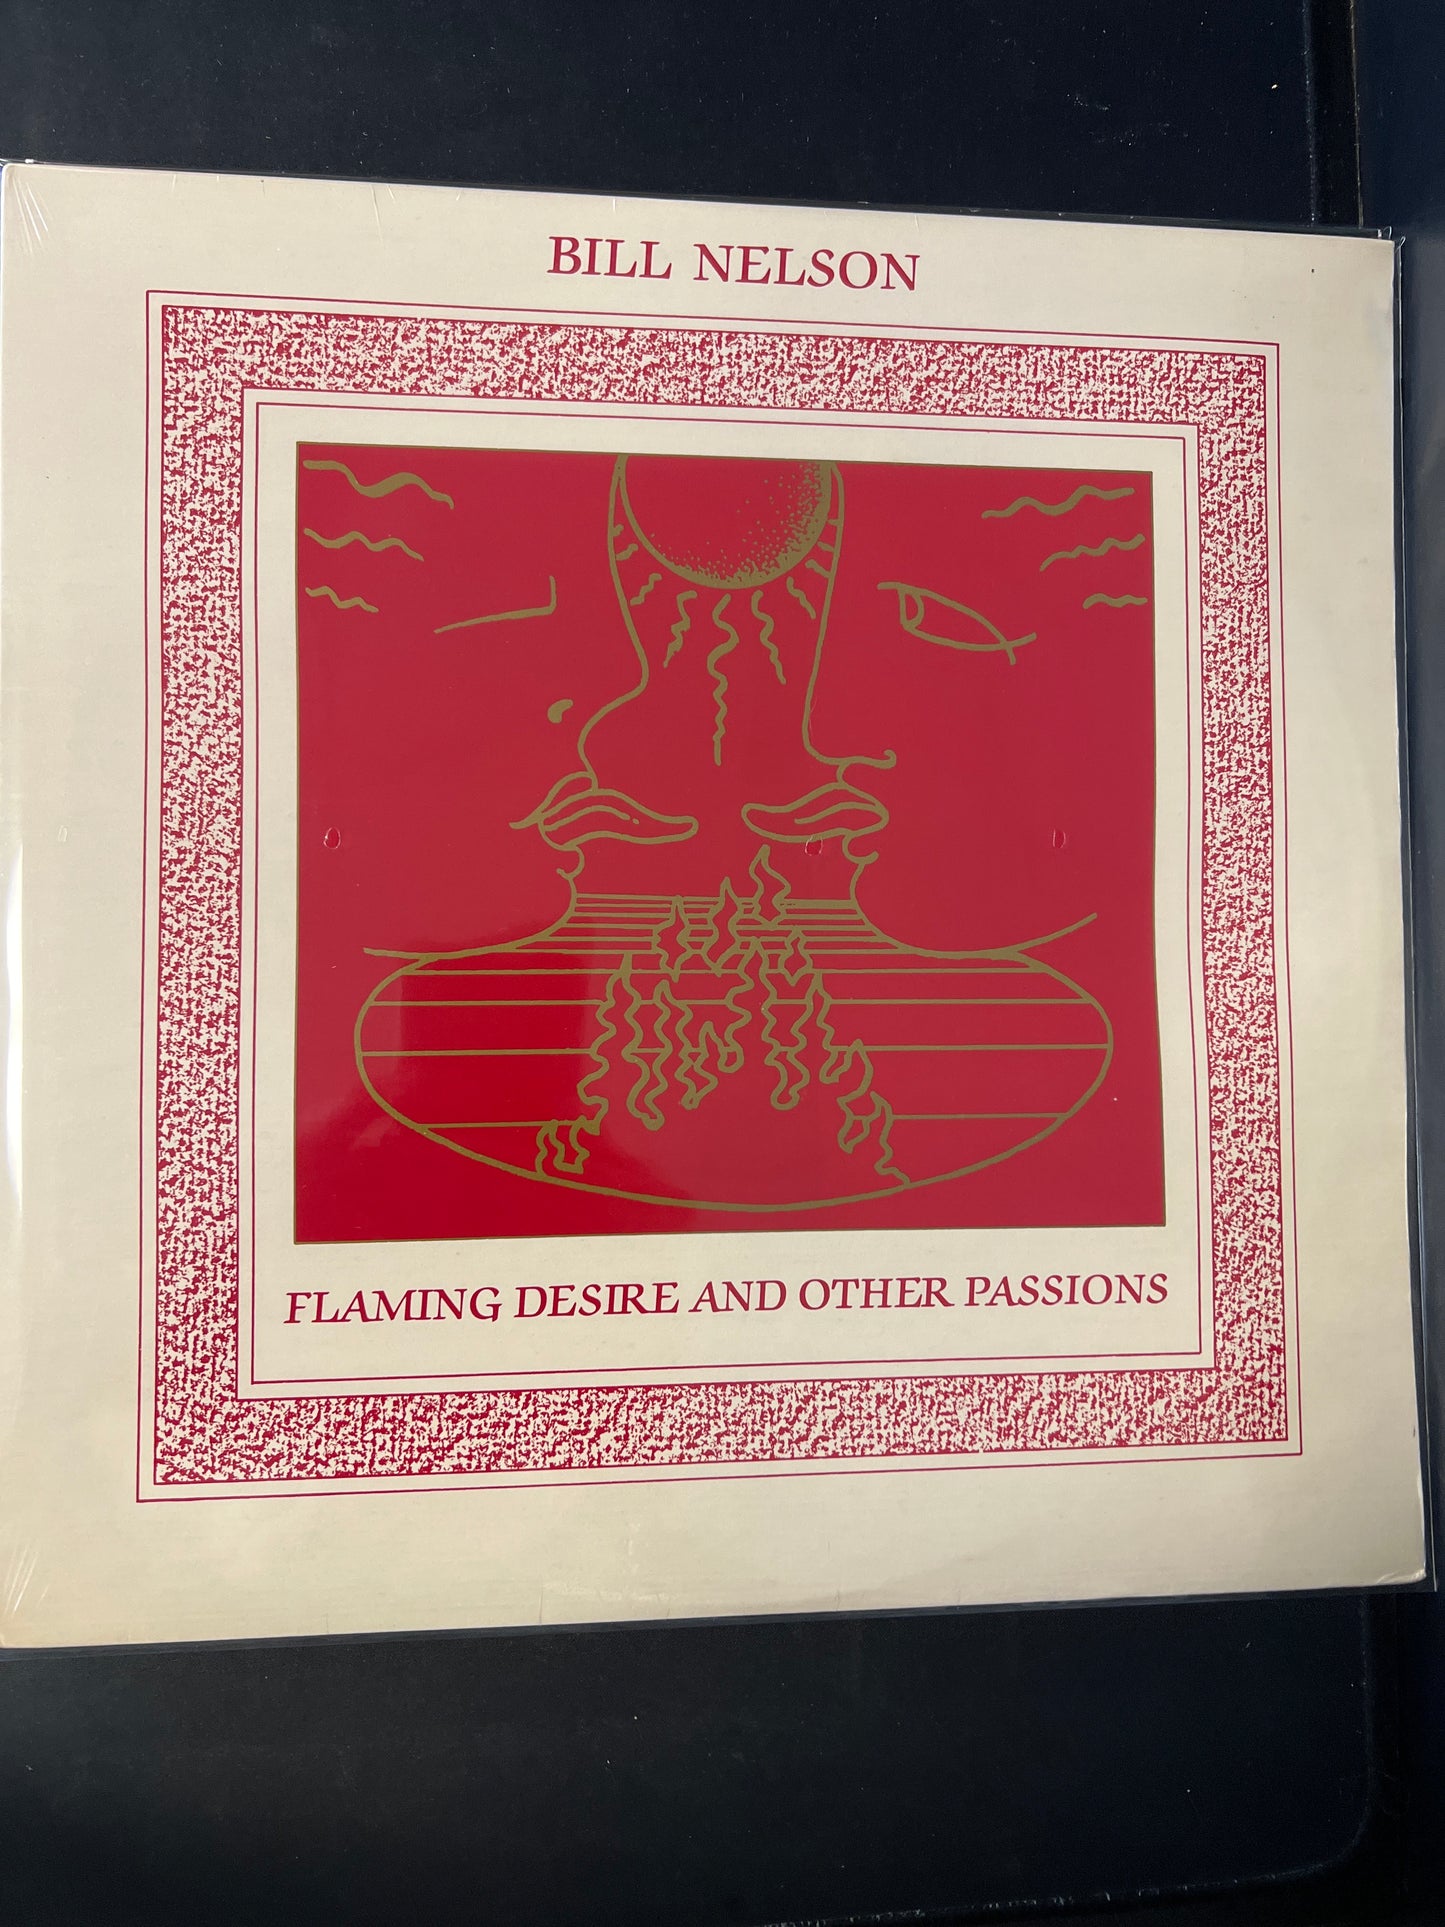 BILL NELSON
FLAMING DESIRE AND OTHER PASSIONS